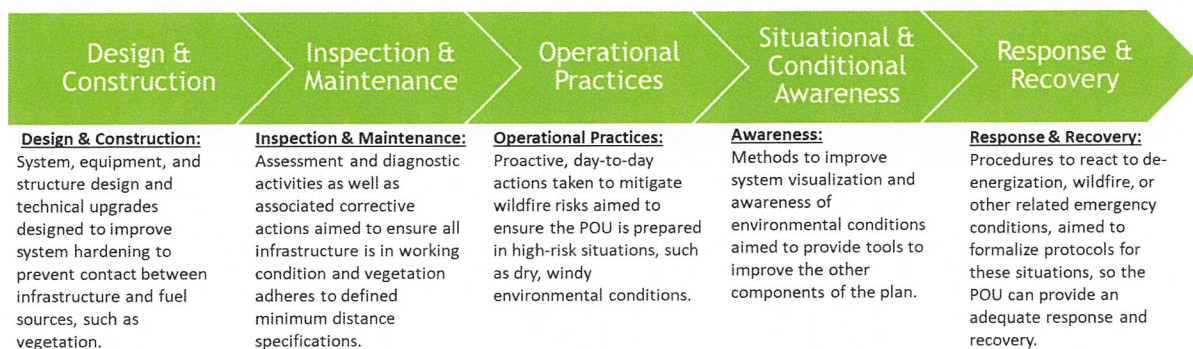 Design &
Construction
Inspection &
Maintenance
Operational
Practices
Situational &
Conditional
Awareness
Response &
Recovery
Design & Construction:
System, equipment, and
structure design and
technical upgrades
designed to improve
system hardening to
prevent contact between
infrastructure and fuel
sources, such as
vegetation.
Inspection & Maintenance:
Assessment and diagnostic
activities as well as
associated corrective
actions aimed to ensure all
infrastructure is in working
condition and vegetation
adheres to defined
minimum distance
specifications.
Operational Practices:
Proactive, day-to-day
actions taken to mitigate
wildfire risks aimed to
ensure the POU is prepared
in high-risk situations, such
as dry, windy
environmental conditions.
Awareness:
Methods to improve
system visualization and
awareness of
environmental conditions
aimed to provide tools to
improve the other
components of the plan.
Response & Recovery:
Procedures to react to de-
energization, wildfire, or
other related emergency
conditions, aimed to
formalize protocols for
these situations, so the
POU can provide an
adequate response and
recovery.